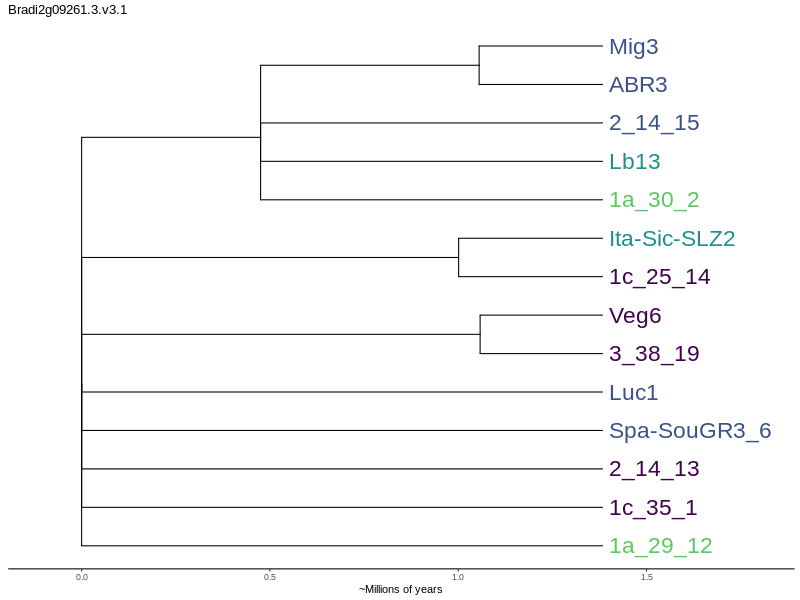 Bradi2g09261.3.v3.1
Mig3
ABR3
2_14_15
Lb13
1a_30_2
Ita-Sic-SLZ2
1c_25_14
Veg6
3_38_19
Luc1
Spa-SouGR3_6
2_14_13
1c_35_1
1a_29_12
0.0 0.5 1.0 1.5
~Millions of years